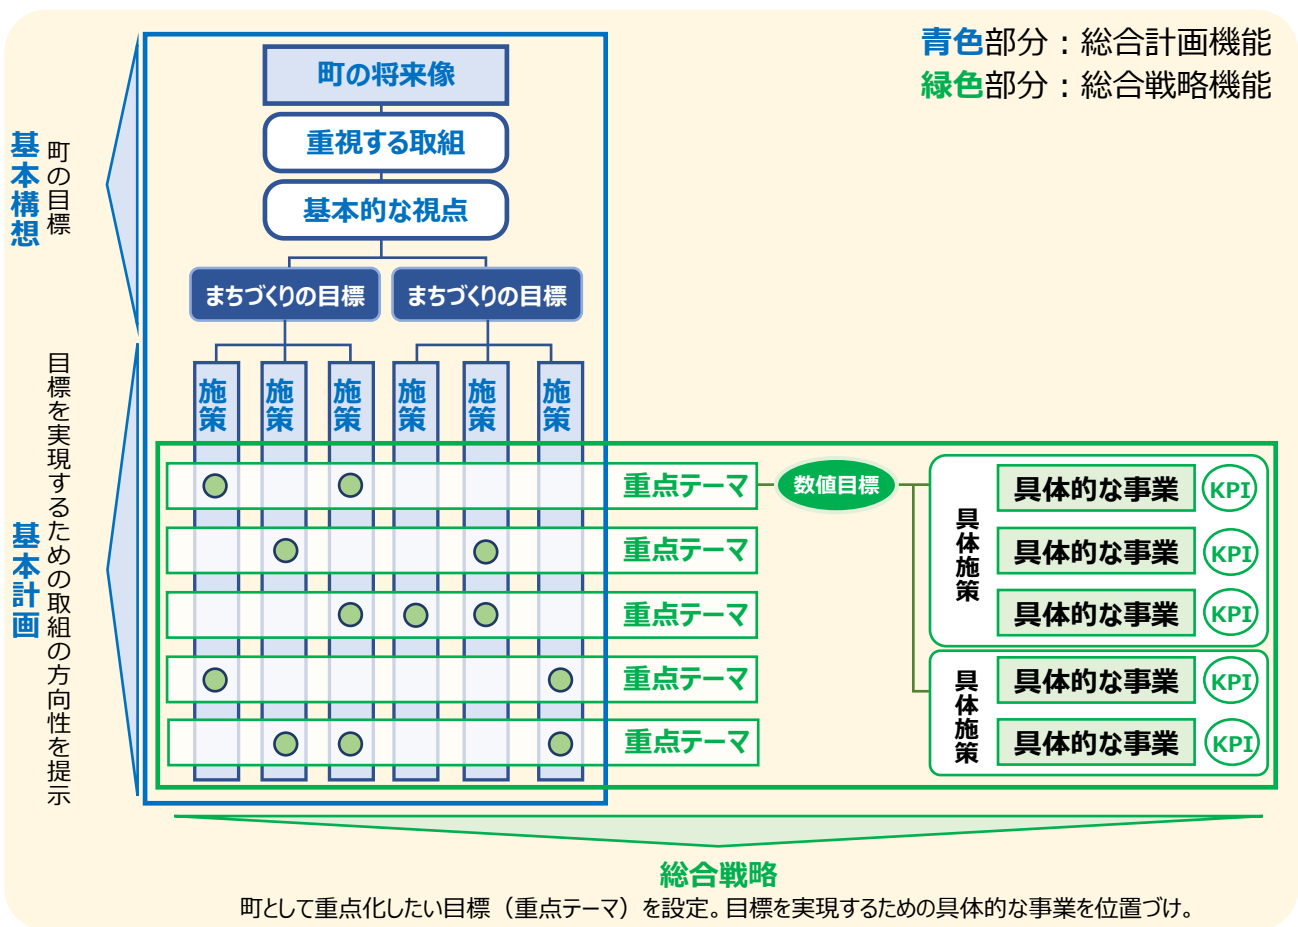 青色部分：総合計画機能
緑色部分：総合戦略機能
町の将来像
重視する取組
基本的な視点
基本構想
町の目標
まちづくりの目標
まちづくりの目標
基本計画
目標を実現するための取組の方向性を提示
施策
施策
施策
施策
施策
施策
重点テーマ
重点テーマ
重点テーマ
重点テーマ
重点テーマ
数値目標
具体施策
具体的な事業
KPI
具体的な事業
KPI
具体的な事業
KPI
具体施策
具体的な事業
KPI
具体的な事業
KPI
総合戦略
町として重点化したい目標（重点テーマ）を設定。目標を実現するための具体的な事業を位置づけ。